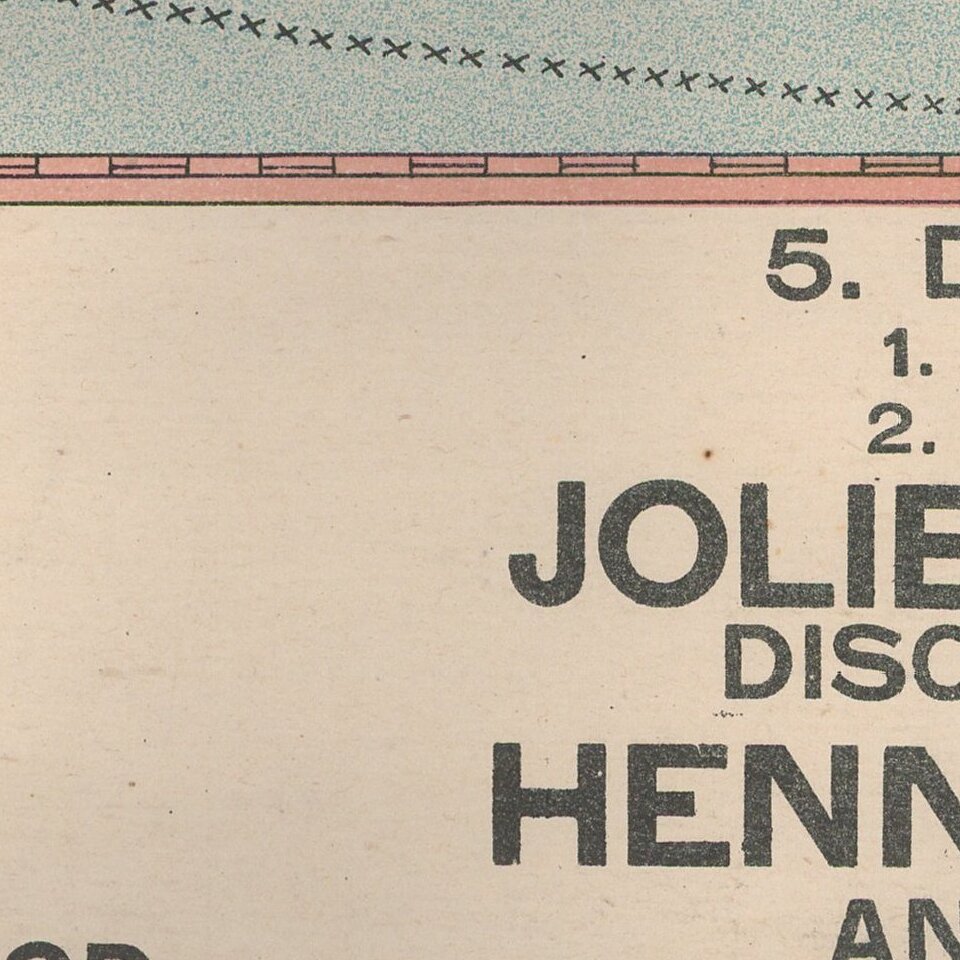 5. D
1.
2.
JOLIE
DISC
HENN
AN